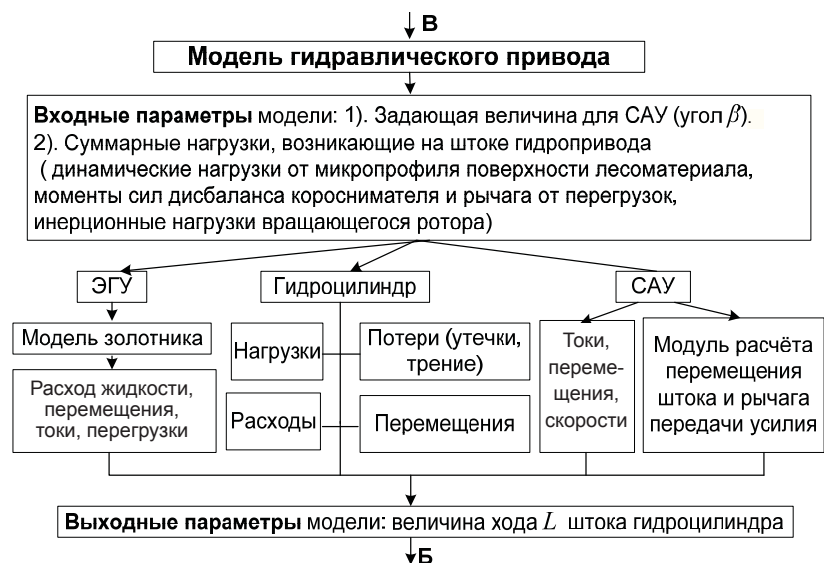 В
Модель гидравлического привода
Входные параметры модели: 1). Задающая величина для САУ (угол β).
2). Суммарные нагрузки, возникающие на штоке гидропривода
( динамические нагрузки от микропрофиля поверхности лесоматериала,
моменты сил дисбаланса короснимателя и рычага от перегрузок,
инерционные нагрузки вращающегося ротора)
ЭГУ
Гидроцилиндр
САУ
Модель золотника
Расход жидкости,
перемещения,
токи, перегрузки
Нагрузки
Потери (утечки,
трение)
Расходы
Перемещения
Токи,
переме-
щения,
скорости
Модуль расчёта
перемещения
штока и рычага
передачи усилия
Выходные параметры модели: величина хода L штока гидроцилиндра
Б